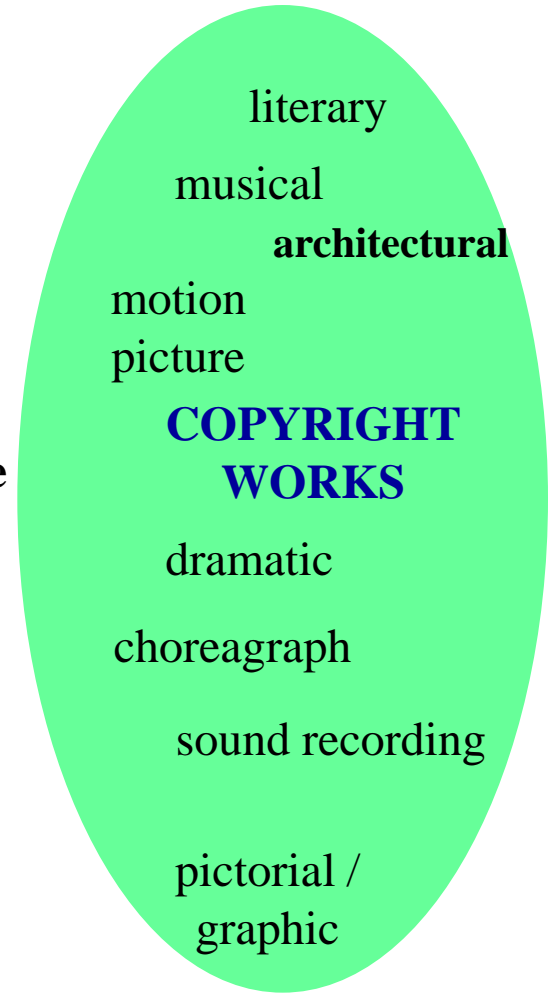 literary
musical
architectural
motion
picture
COPYRIGHT
WORKS
e
dramatic
choreagraph
sound recording
pictorial /
graphic